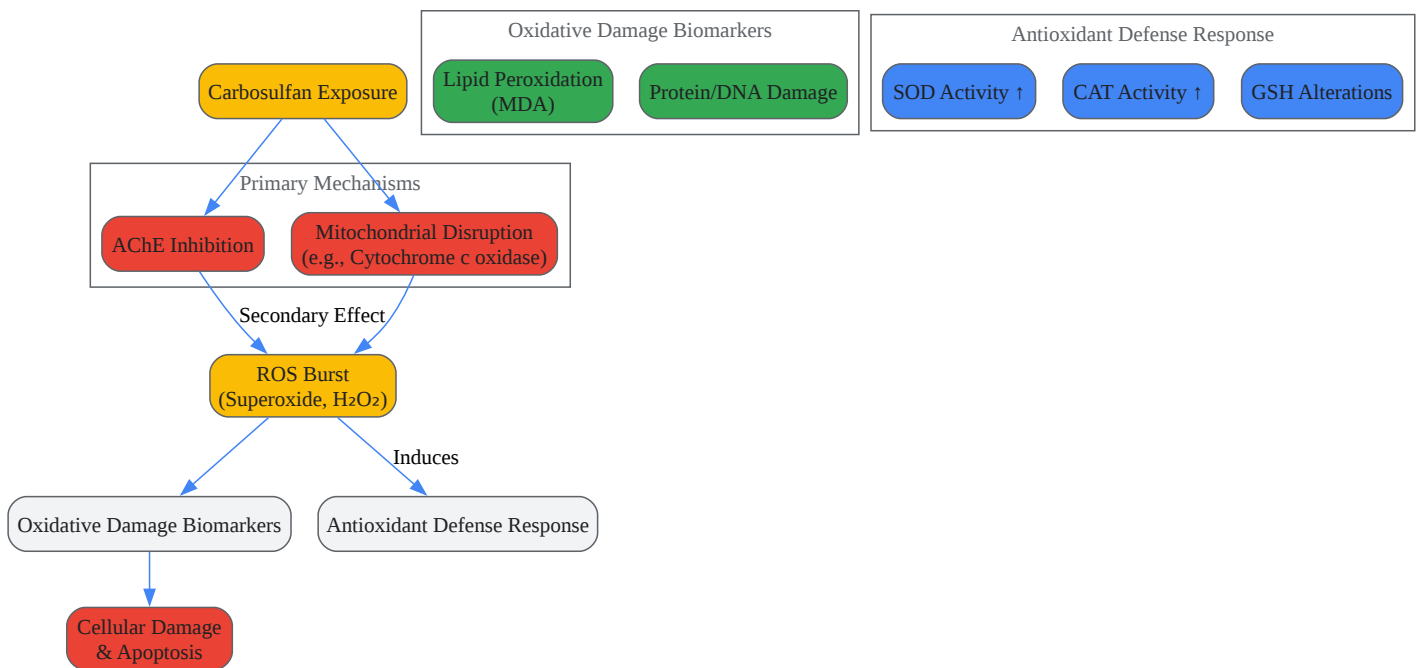 Oxidative Damage Biomarkers
Lipid Peroxidation
(MDA)
Protein/DNA Damage
Antioxidant Defense Response
SOD Activity ↑
CAT Activity ↑
GSH Alterations
Carbosulfan Exposure
Primary Mechanisms
AChE Inhibition
Mitochondrial Disruption
(e.g., Cytochrome c oxidase)
Secondary Effect
ROS Burst
(Superoxide, H₂O₂)
Induces
Oxidative Damage Biomarkers
Antioxidant Defense Response
Cellular Damage
& Apoptosis